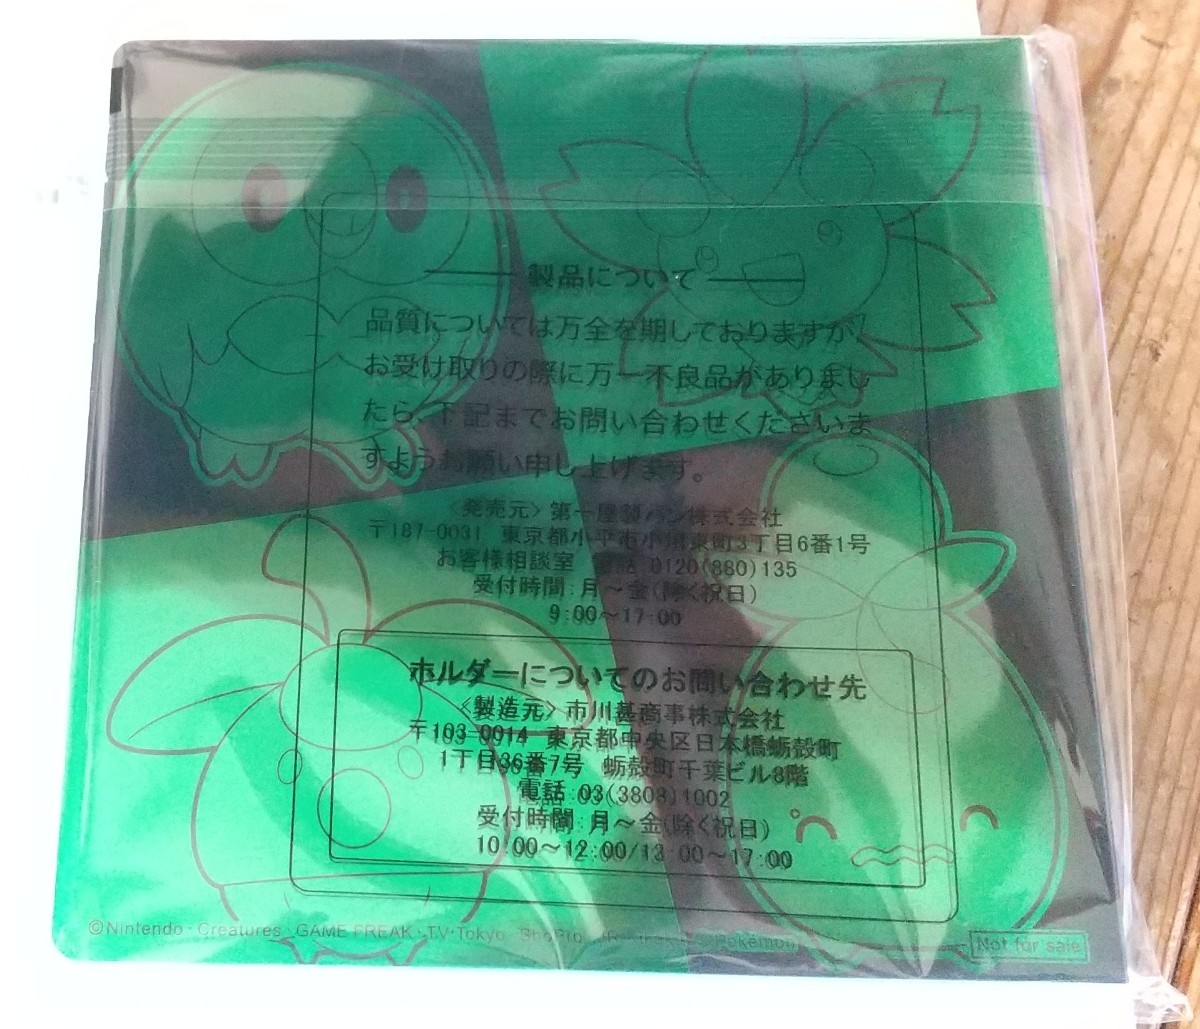 製品について
品質については万全を期しておりますが、
お受け取りの際に万一不良品がありまし
たら、下記までお問い合わせくださいま
すようお願い申し上げます。
〈発売元〉第一屋製パン株式会社
〒187-0031 東京都小平市小川東町3丁目6番1号
お客様相談室 電話 0120(880)135
受付時間:月〜金(除く祝日)
9:00〜17:00
ホルダーについてのお問い合わせ先
〈製造元〉市川甚商事株式会社
〒103-0014 東京都中央区日本橋蛎殻町
1丁目36番7号 蛎殻町千葉ビル8階
電話 03(3808)1002
受付時間:月〜金(除く祝日)
10:00〜12:00/13:00〜17:00
©Nintendo・Creatures・GAME FREAK・TV Tokyo・ShoPro ©Pokémon
Not for sale